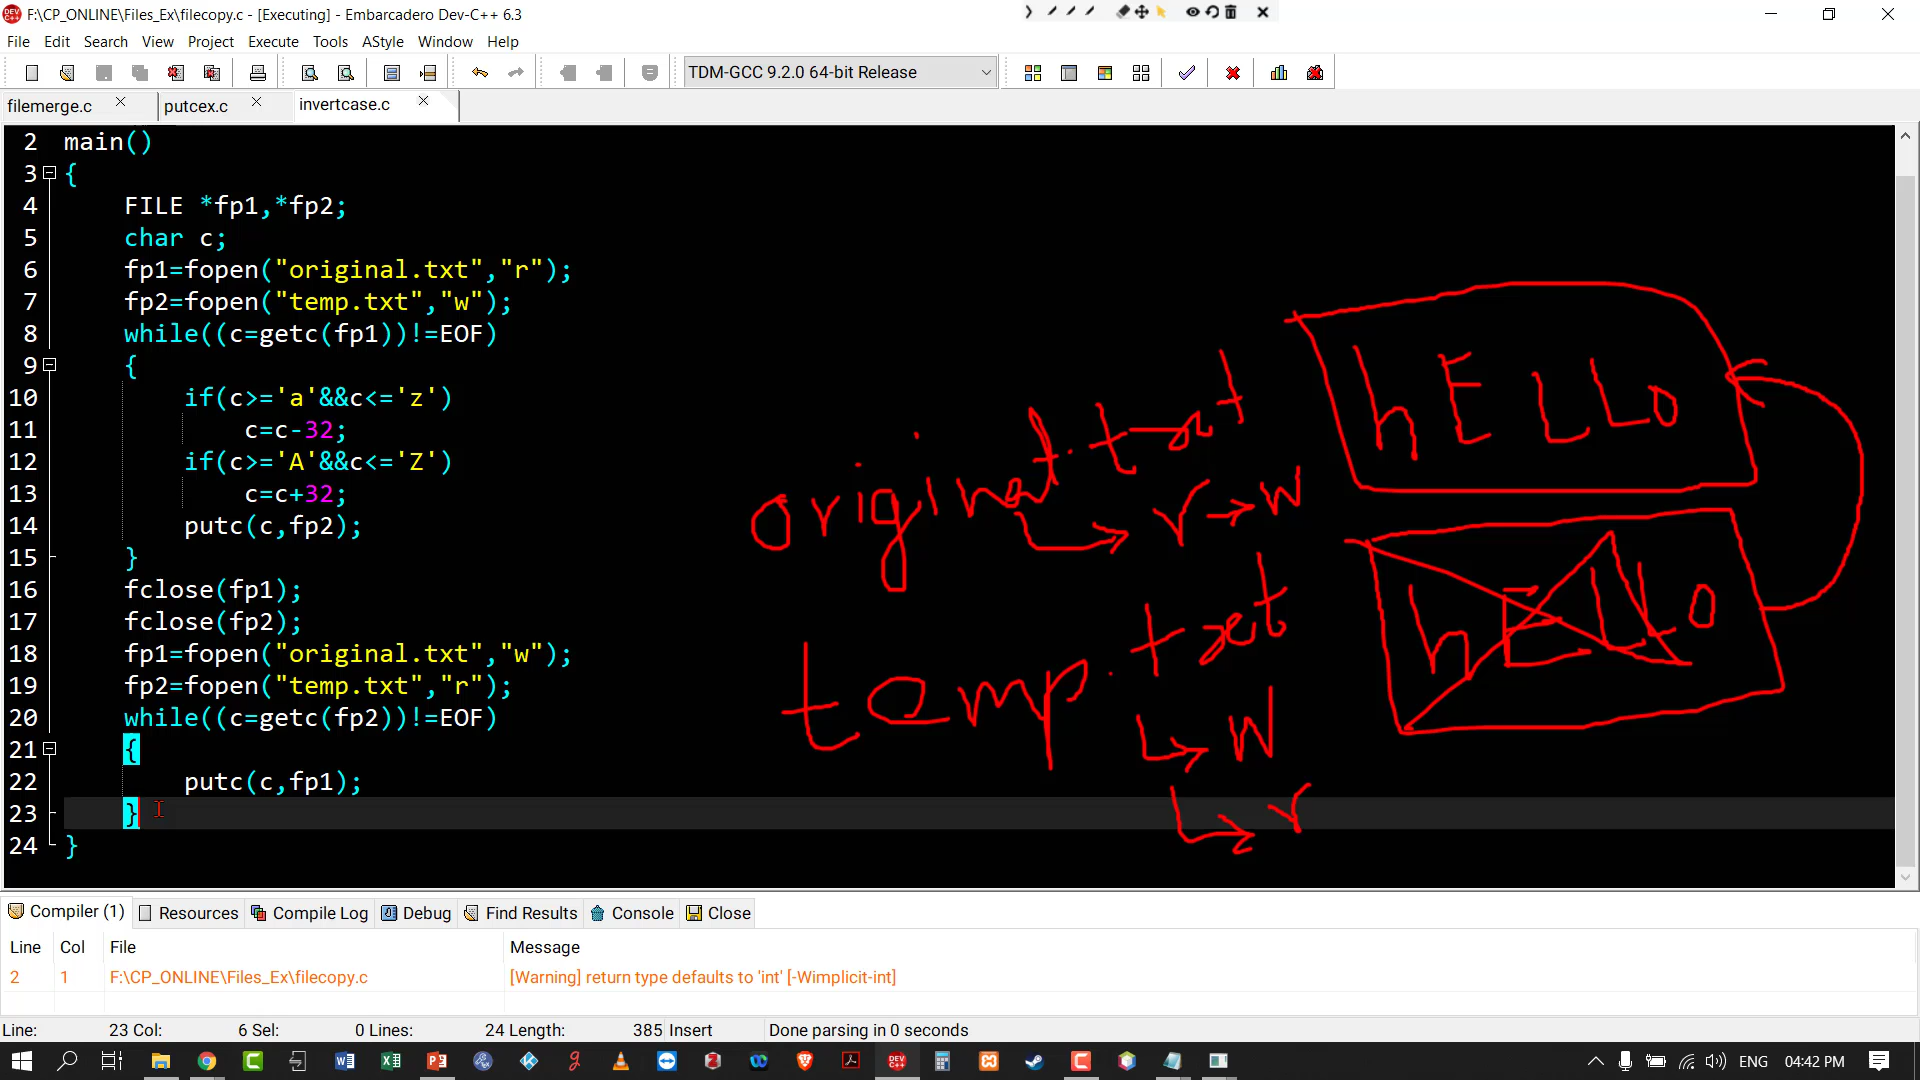 F:\CP_ONLINE\Files_Ex\filecopy.c - [Executing] - Embarcadero Dev-C++ 6.3
File Edit Search View Project Execute Tools AStyle Window Help
TDM-GCC 9.2.0 64-bit Release
filemerge.c putcex.c invertcase.c
2 main()
3 {
4 FILE *fp1,*fp2;
5 char c;
6 fp1=fopen("original.txt","r");
7 fp2=fopen("temp.txt","w");
8 while((c=getc(fp1))!=EOF)
9 {
10 if(c>='a'&&c<='z')
11 c=c-32;
12 if(c>='A'&&c<='Z')
13 c=c+32;
14 putc(c,fp2);
15 }
16 fclose(fp1);
17 fclose(fp2);
18 fp1=fopen("original.txt","w");
19 fp2=fopen("temp.txt","r");
20 while((c=getc(fp2))!=EOF)
21 {
22 putc(c,fp1);
23 }
24 }
original.txt
r → w
temp.txt
w
r
hELLo
hELLo
Compiler (1) Resources Compile Log Debug Find Results Console Close
Line Col File Message
2 1 F:\CP_ONLINE\Files_Ex\filecopy.c [Warning] return type defaults to 'int' [-Wimplicit-int]
Line: 23 Col: 6 Sel: 0 Lines: 24 Length: 385 Insert Done parsing in 0 seconds
ENG 04:42 PM